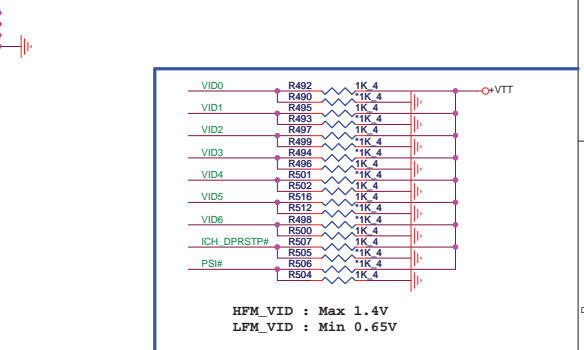 VID0 R492 1K_4 +VTT
R490 *1K_4
VID1 R495 1K_4
R493 *1K_4
VID2 R497 1K_4
R499 *1K_4
VID3 R494 *1K_4
R496 1K_4
VID4 R501 *1K_4
R502 1K_4
VID5 R516 1K_4
R512 *1K_4
VID6 R498 *1K_4
R500 1K_4
ICH_DPRSTP# R507 1K_4
R505 *1K_4
PSI# R506 *1K_4
R504 1K_4
HFM_VID : Max 1.4V
LFM_VID : Min 0.65V